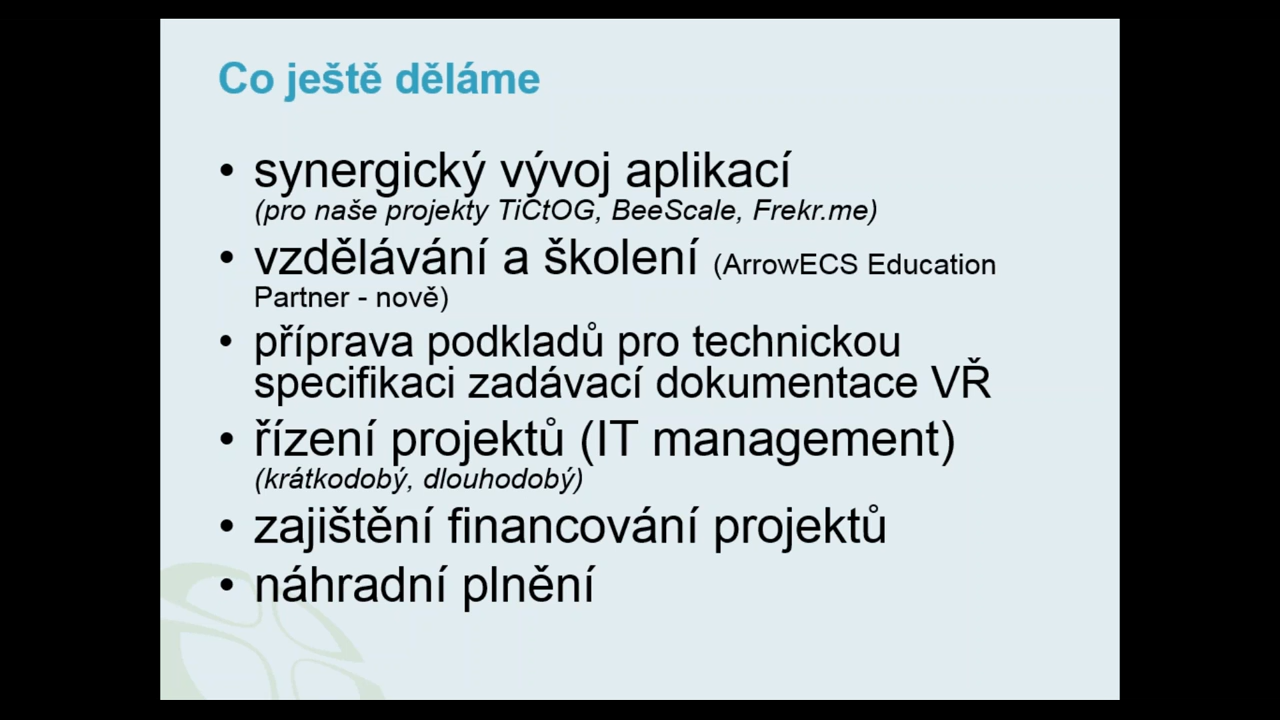 Co ještě děláme
• synergický vývoj aplikací
(pro naše projekty TiCtOG, BeeScale, Frekr.me)
• vzdělávání a školení (ArrowECS Education
Partner - nově)
• příprava podkladů pro technickou
specifikaci zadávací dokumentace VŘ
• řízení projektů (IT management)
(krátkodobý, dlouhodobý)
• zajištění financování projektů
• náhradní plnění